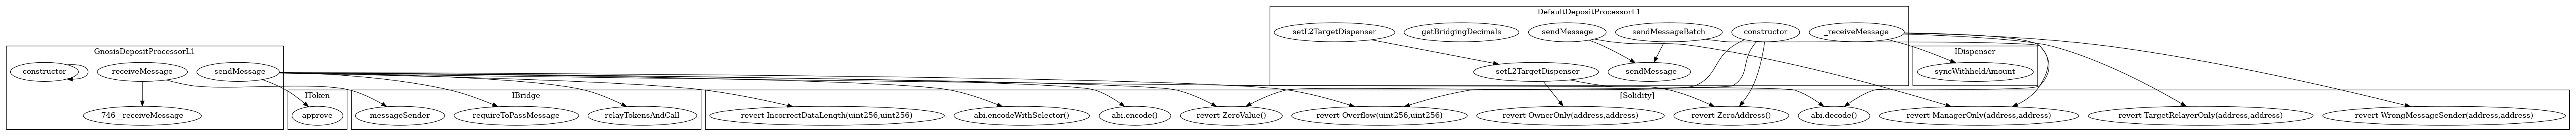 DefaultDepositProcessorL1
setL2TargetDispenser
getBridgingDecimals
sendMessage
sendMessageBatch
constructor
_receiveMessage
GnosisDepositProcessorL1
IDispenser
constructor
receiveMessage
_sendMessage
_setL2TargetDispenser
_sendMessage
syncWithheldAmount
IToken
IBridge
[Solidity]
746__receiveMessage
approve
messageSender
requireToPassMessage
relayTokensAndCall
revert IncorrectDataLength(uint256,uint256)
abi.encodeWithSelector()
abi.encode()
revert ZeroValue()
revert Overflow(uint256,uint256)
revert OwnerOnly(address,address)
revert ZeroAddress()
abi.decode()
revert ManagerOnly(address,address)
revert TargetRelayerOnly(address,address)
revert WrongMessageSender(address,address)